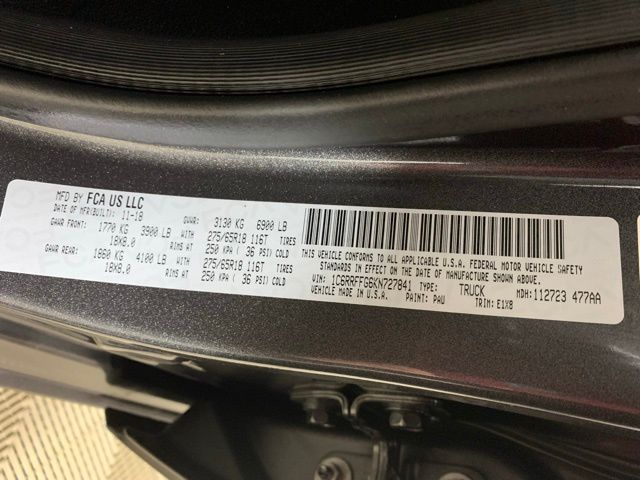 MFD BY FCA US LLC
DATE OF MFR(BUILT): 11-18 GVWR: 3130 KG 6900 LB
GAWR FRONT: 1770 KG 3900 LB WITH 275/65R18 116T TIRES
18X8.0 RIMS AT 250 KPA ( 36 PSI) COLD
GAWR REAR: 1860 KG 4100 LB WITH 275/65R18 116T TIRES
18X8.0 RIMS AT 250 KPA ( 36 PSI) COLD
THIS VEHICLE CONFORMS TO ALL APPLICABLE U.S.A. FEDERAL MOTOR VEHICLE SAFETY
STANDARDS IN EFFECT ON THE DATE OF MANUFACTURE SHOWN ABOVE.
VIN: 1C6RRFFG6KN727841 TYPE: TRUCK MDH: 112723 477AA
VEHICLE MADE IN U.S.A. PAINT: PAU TRIM: E1X8